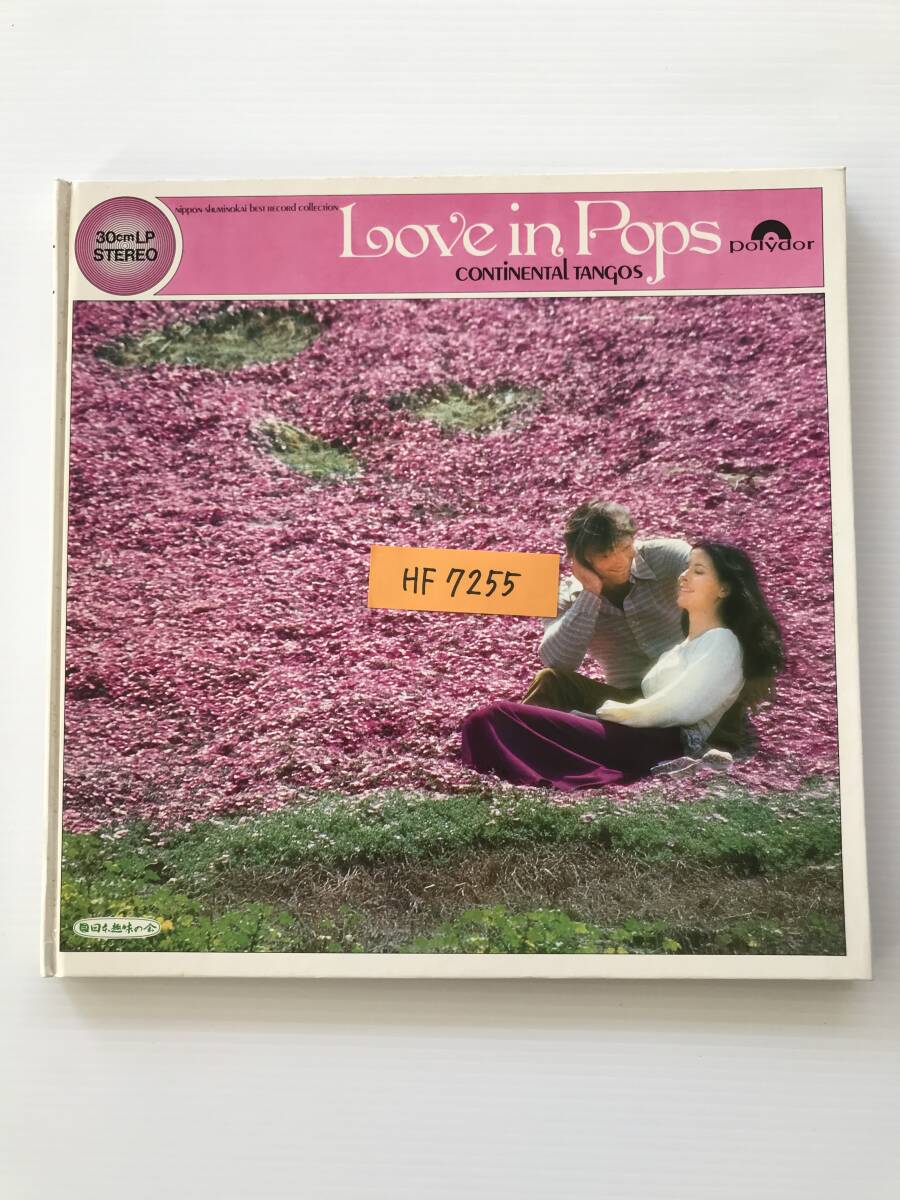 30cm LP
STEREO
nippon shuminokai best record collection
Love in Pops
CONTINENTAL TANGOS
polydor
HF 7255
日本趣味の会